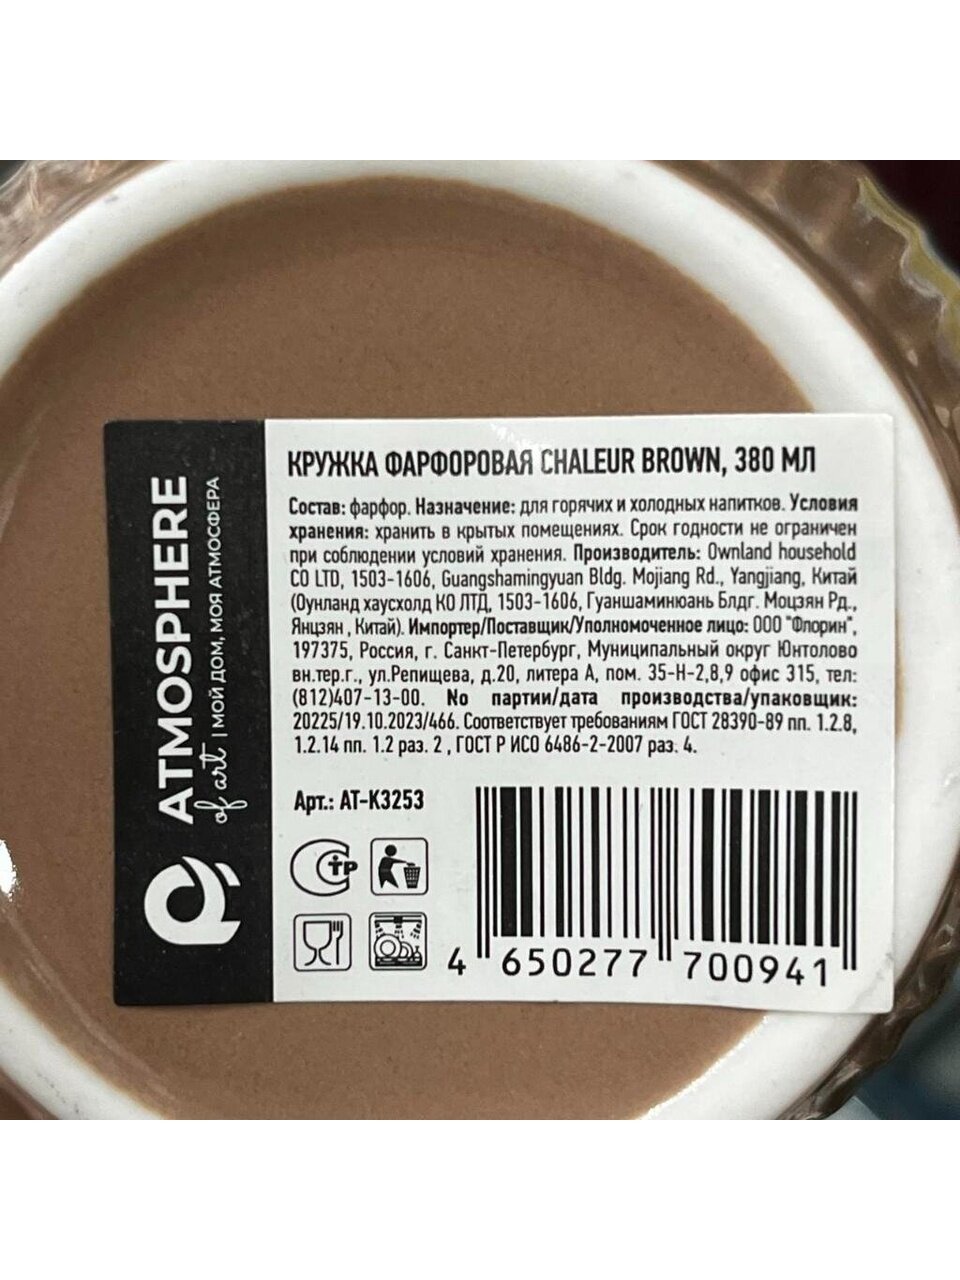 ATMOSPHERE
of art | МОЙ ДОМ, МОЯ АТМОСФЕРА
КРУЖКА ФАРФОРОВАЯ CHALEUR BROWN, 380 МЛ
Состав: фарфор. Назначение: для горячих и холодных напитков. Условия
хранения: хранить в крытых помещениях. Срок годности не ограничен
при соблюдении условий хранения. Производитель: Ownland household
CO LTD, 1503-1606, Guangshamingyuan Bldg. Mojiang Rd., Yangjiang, Китай
(Оунланд хаусхолд КО ЛТД, 1503-1606, Гуаншаминюань Блдг. Моцзян Рд.,
Янцзян , Китай). Импортер/Поставщик/Уполномоченное лицо: ООО "Флорин",
197375, Россия, г. Санкт-Петербург, Муниципальный округ Юнтолово
вн.тер.г., ул.Репищева, д.20, литера А, пом. 35-Н-2,8,9 офис 315, тел:
(812)407-13-00. No партии/дата производства/упаковщик:
20225/19.10.2023/466. Соответствует требованиям ГОСТ 28390-89 пп. 1.2.8,
1.2.14 пп. 1.2 раз. 2 , ГОСТ Р ИСО 6486-2-2007 раз. 4.
Арт.: AT-K3253
СТР
4 650277 700941